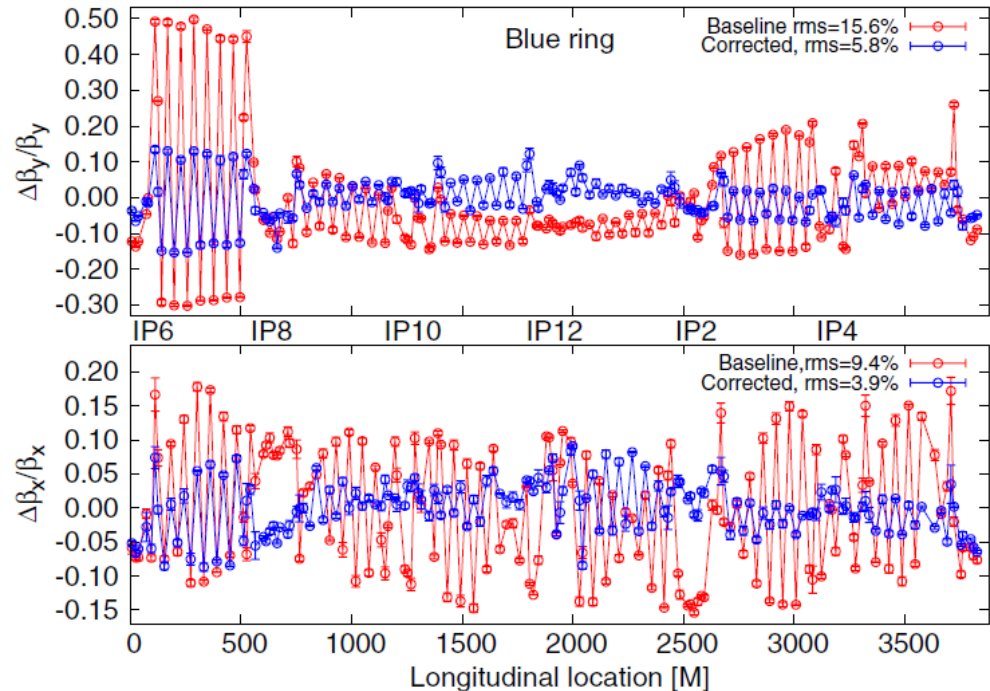 Blue ring
Baseline rms=15.6%
Corrected, rms=5.8%
Δβy/βy
0.50
0.40
0.30
0.20
0.10
0.00
-0.10
-0.20
-0.30
IP6 IP8 IP10 IP12 IP2 IP4
Baseline,rms=9.4%
Corrected, rms=3.9%
Δβx/βx
0.20
0.15
0.10
0.05
0.00
-0.05
-0.10
-0.15
0 500 1000 1500 2000 2500 3000 3500
Longitudinal location [M]